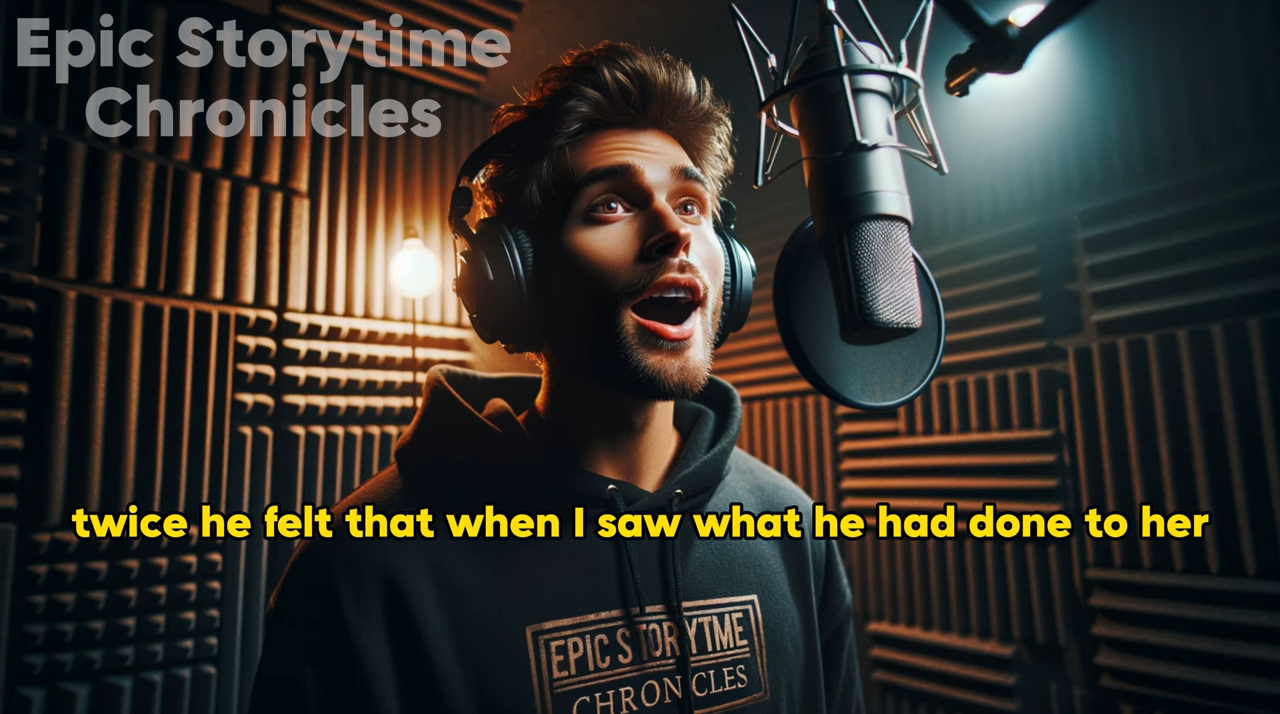 Epic Storytime
Chronicles
twice he felt that when I saw what he had done to her
EPIC STORYTME
CHRONICLES